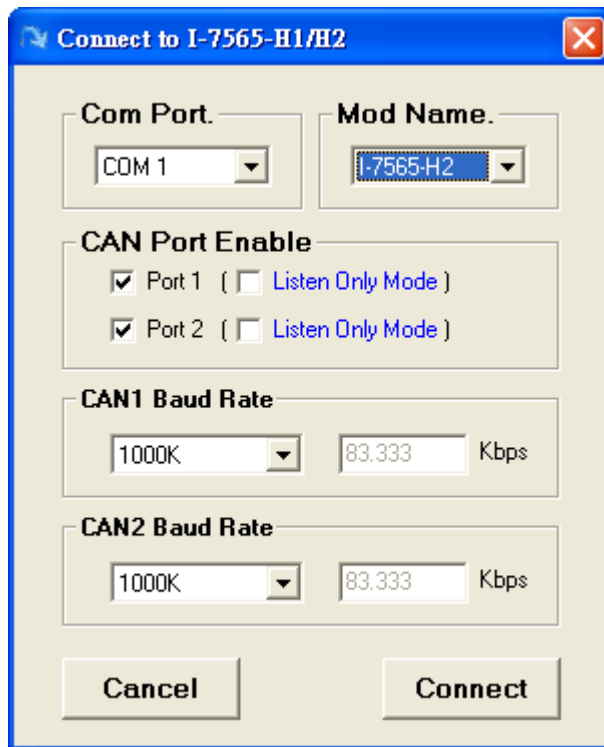 Connect to I-7565-H1/H2
Com Port. Mod Name.
COM 1 I-7565-H2
CAN Port Enable
Port 1 ( Listen Only Mode )
Port 2 ( Listen Only Mode )
CAN1 Baud Rate
1000K 83.333 Kbps
CAN2 Baud Rate
1000K 83.333 Kbps
Cancel Connect